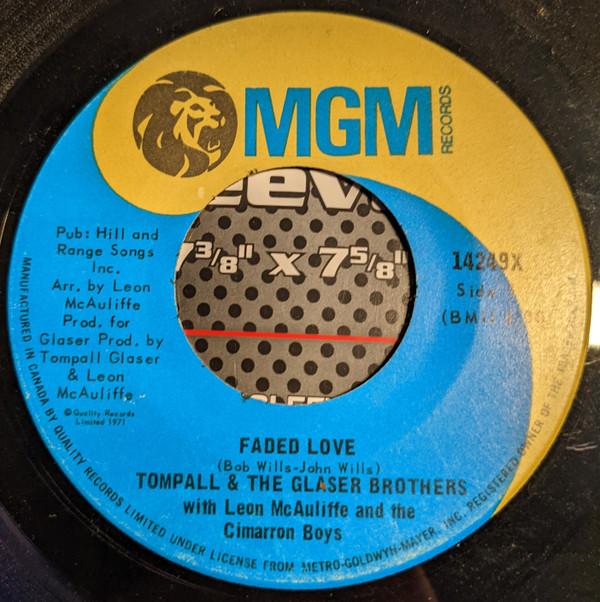 MGM
RECORDS
eev
7 3/8" x 7 5/8"
Pub: Hill and
Range Songs
Inc.
Arr. by Leon
McAuliffe
Prod. for
Glaser Prod. by
Tompall Glaser
& Leon
McAuliffe
©Quality Records
Limited 1971
14249X
Side
(BMI)
FADED LOVE
(Bob Wills-John Wills)
TOMPALL & THE GLASER BROTHERS
with Leon McAuliffe and the
Cimarron Boys
MANUFACTURED IN CANADA BY QUALITY RECORDS LIMITED UNDER LICENSE FROM METRO-GOLDWYN-MAYER, INC. REGISTERED OWNER OF THE